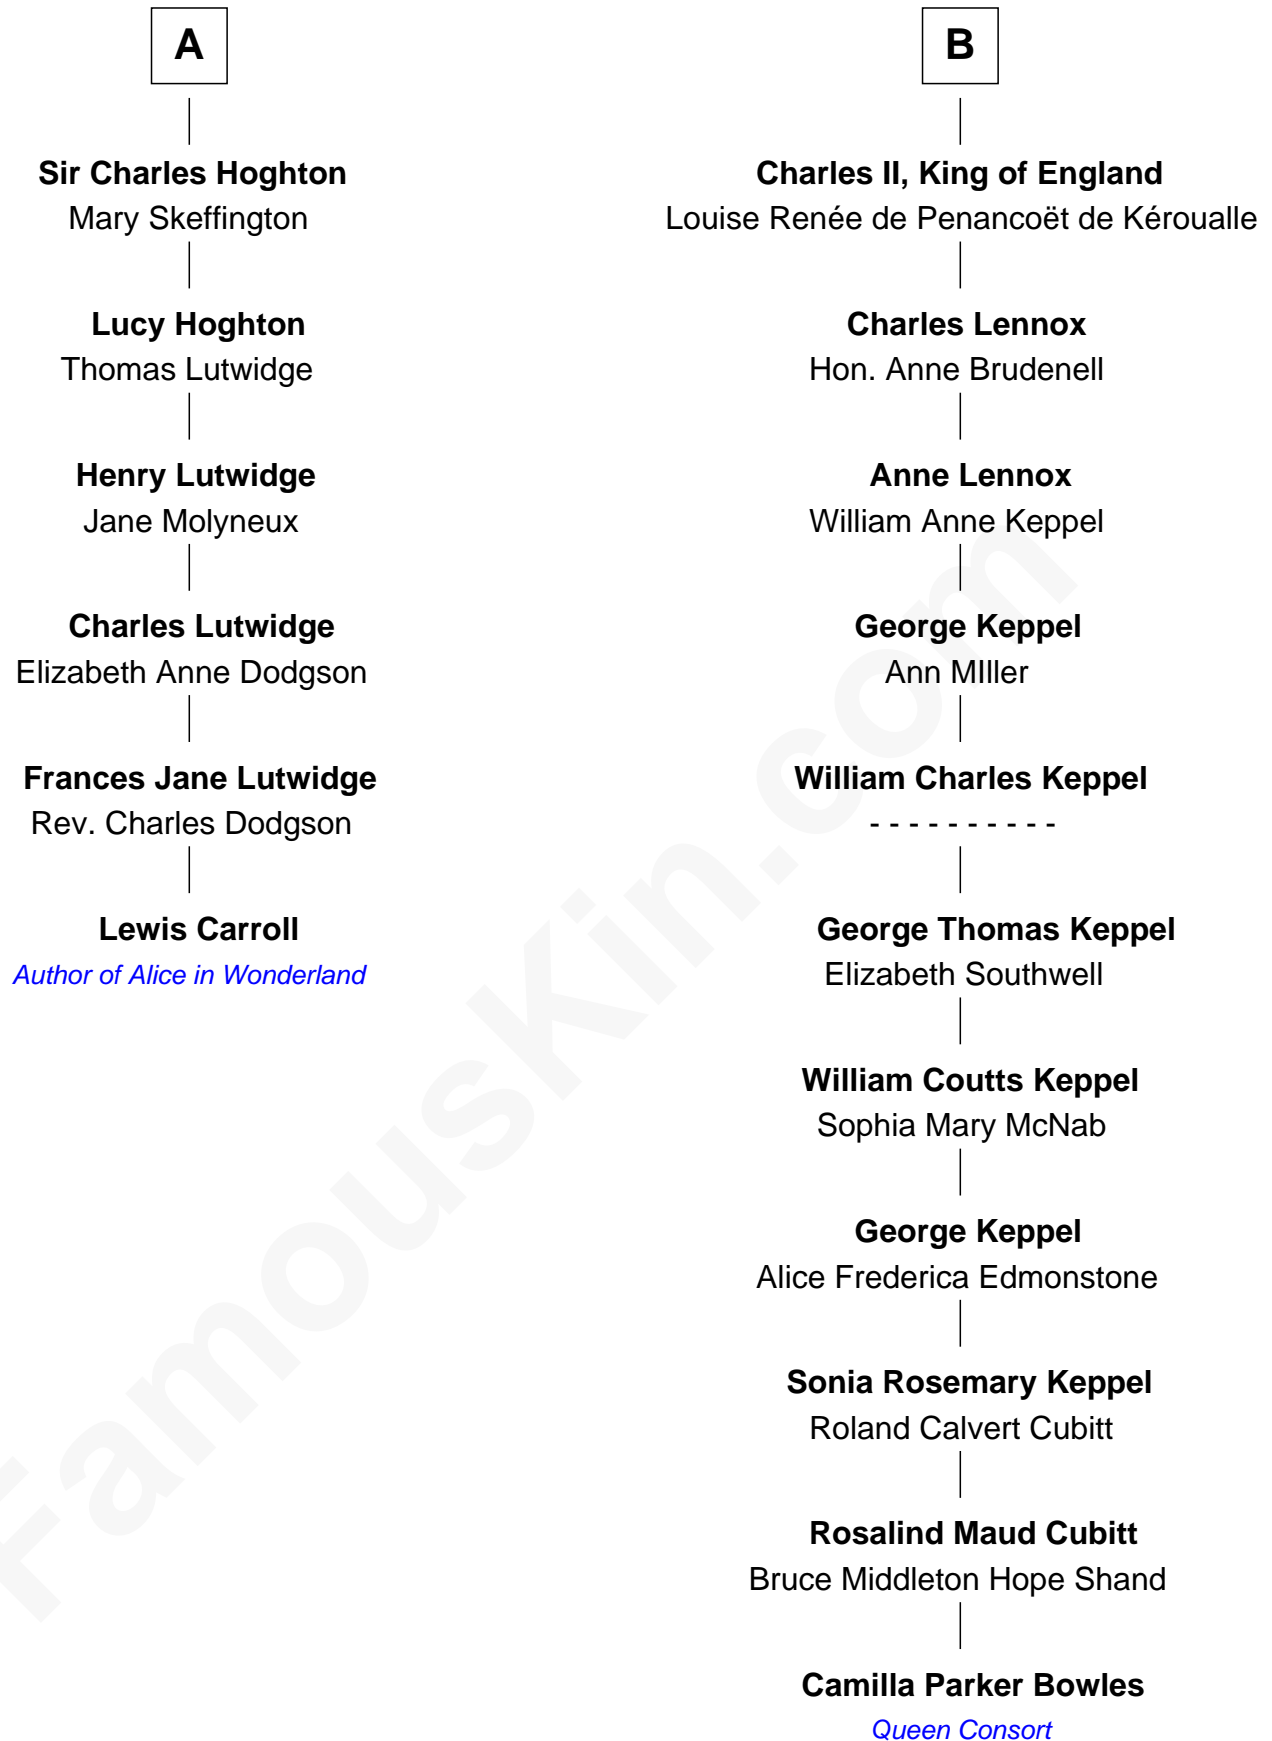 A
Sir Charles Hoghton
Mary Skeffington
Lucy Hoghton
Thomas Lutwidge
Henry Lutwidge
Jane Molyneux
Charles Lutwidge
Elizabeth Anne Dodgson
Frances Jane Lutwidge
Rev. Charles Dodgson
Lewis Carroll
Author of Alice in Wonderland
B
Charles II, King of England
Louise Renée de Penancoët de Kéroualle
Charles Lennox
Hon. Anne Brudenell
Anne Lennox
William Anne Keppel
George Keppel
Ann MIller
William Charles Keppel
- - - - - - - - - -
George Thomas Keppel
Elizabeth Southwell
William Coutts Keppel
Sophia Mary McNab
George Keppel
Alice Frederica Edmonstone
Sonia Rosemary Keppel
Roland Calvert Cubitt
Rosalind Maud Cubitt
Bruce Middleton Hope Shand
Camilla Parker Bowles
Queen Consort
FamousKin.com